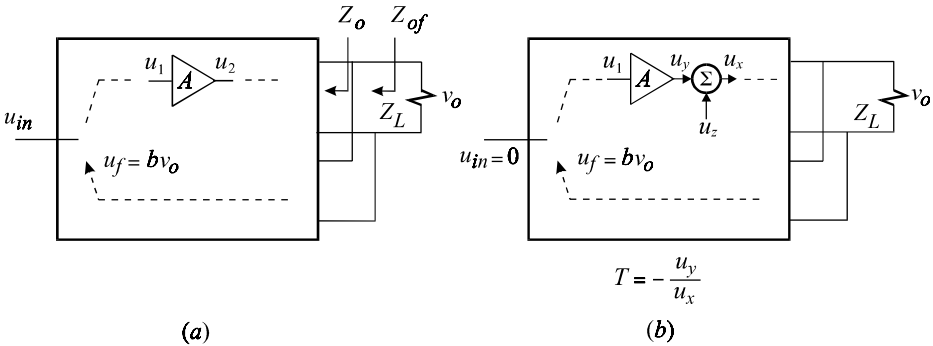 Z_o Z_of
u_1 A u_2
Z_L v_o
u_in
u_f = bv_o
(a)
u_1 A u_y Σ u_x
u_z
Z_L v_o
u_in = 0
u_f = bv_o
T = - u_y / u_x
(b)